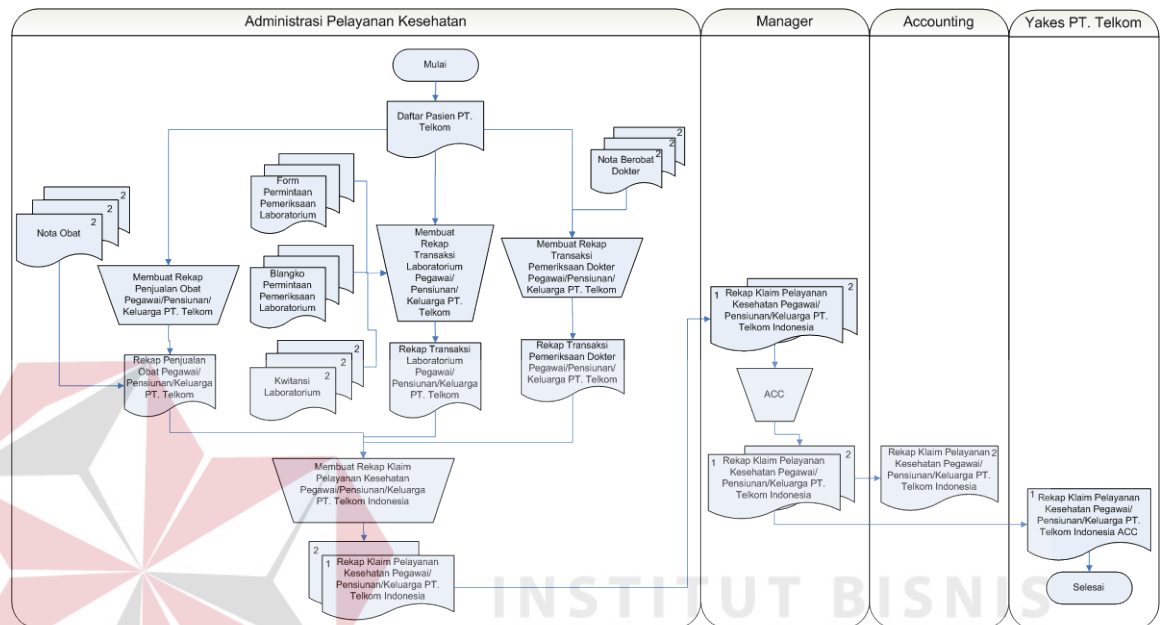 Administrasi Pelayanan Kesehatan
Manager
Accounting
Yakes PT. Telkom
Mulai
Daftar Pasien PT.
Telkom
2
2
Nota Berobat 2
Dokter
Form
Permintaan
Pemeriksaan
Laboratorium
2
2
Nota Obat 2
Blangko
Permintaan
Pemeriksaan
Laboratorium
2
2
Kwitansi 2
Laboratorium
Membuat Rekap
Penjualan Obat
Pegawai/Pensiunan/
Keluarga PT. Telkom
Membuat
Rekap
Transaksi
Laboratorium
Pegawai/
Pensiunan/
Keluarga PT.
Telkom
Membuat Rekap
Transaksi
Pemeriksaan Dokter
Pegawai/Pensiunan/
Keluarga PT. Telkom
Rekap Penjualan
Obat Pegawai/
Pensiunan/Keluarga
PT. Telkom
Rekap Transaksi
Laboratorium
Pegawai/
Pensiunan/Keluarga
PT. Telkom
Rekap Transaksi
Pemeriksaan Dokter
Pegawai/Pensiunan/
Keluarga PT. Telkom
Membuat Rekap Klaim
Pelayanan Kesehatan
Pegawai/Pensiunan/Keluarga
PT. Telkom Indonesia
2
1 Rekap Klaim Pelayanan
Kesehatan Pegawai/
Pensiunan/Keluarga PT.
Telkom Indonesia
2
1 Rekap Klaim Pelayanan
Kesehatan Pegawai/
Pensiunan/Keluarga PT.
Telkom Indonesia
ACC
2
1 Rekap Klaim Pelayanan
Kesehatan Pegawai/
Pensiunan/Keluarga PT.
Telkom Indonesia
Rekap Klaim Pelayanan 2
Kesehatan Pegawai/
Pensiunan/Keluarga PT.
Telkom Indonesia
1 Rekap Klaim Pelayanan
Kesehatan Pegawai/
Pensiunan/Keluarga PT.
Telkom Indonesia ACC
Selesai
INSTITUT BISNIS